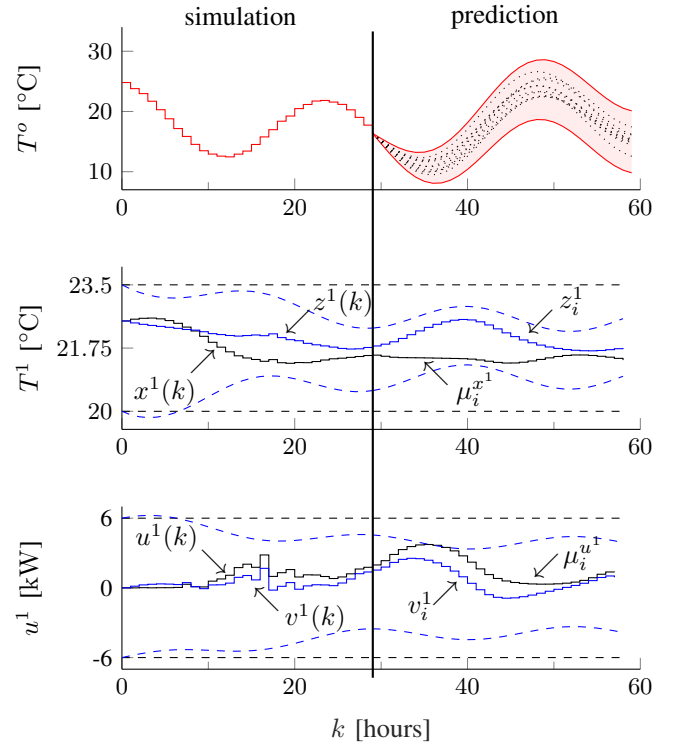 simulation prediction
30
20
10
T^o [°C]
0 20 40 60
23.5
21.75
20
T^1 [°C]
z^1(k)
z_i^1
x^1(k)
μ_i^{x^1}
0 20 40 60
6
0
-6
u^1 [kW]
u^1(k)
μ_i^{u^1}
v^1(k)
v_i^1
0 20 40 60
k [hours]